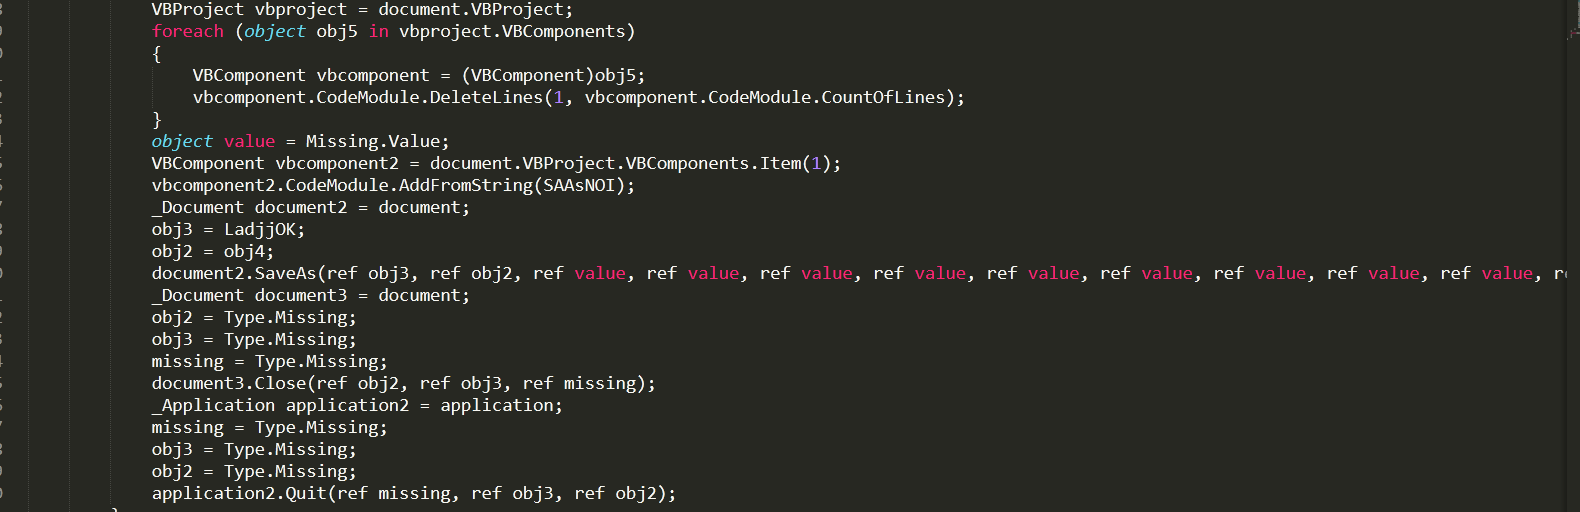 VBProject vbproject = document.VBProject;
foreach (object obj5 in vbproject.VBComponents)
{
VBComponent vbcomponent = (VBComponent)obj5;
vbcomponent.CodeModule.DeleteLines(1, vbcomponent.CodeModule.CountOfLines);
}
object value = Missing.Value;
VBComponent vbcomponent2 = document.VBProject.VBComponents.Item(1);
vbcomponent2.CodeModule.AddFromString(SAAsNOI);
_Document document2 = document;
obj3 = LadjjOK;
obj2 = obj4;
document2.SaveAs(ref obj3, ref obj2, ref value, ref value, ref value, ref value, ref value, ref value, ref value, ref value, ref value,
_Document document3 = document;
obj2 = Type.Missing;
obj3 = Type.Missing;
missing = Type.Missing;
document3.Close(ref obj2, ref obj3, ref missing);
_Application application2 = application;
missing = Type.Missing;
obj3 = Type.Missing;
obj2 = Type.Missing;
application2.Quit(ref missing, ref obj3, ref obj2);